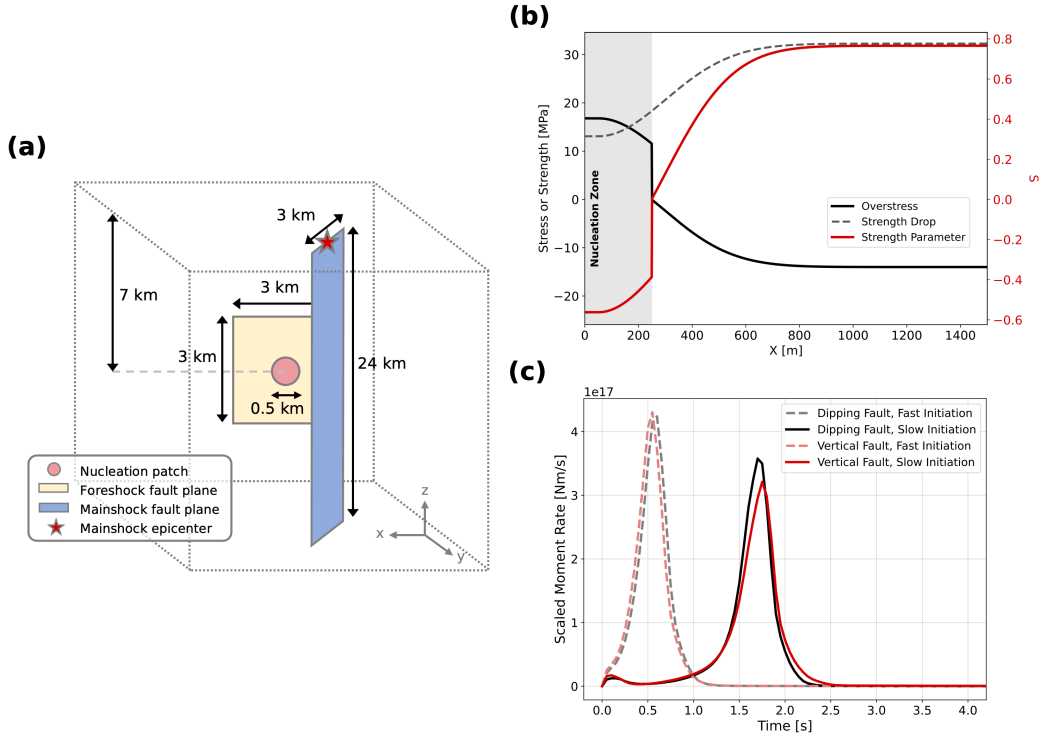 (a)
3 km
7 km
3 km
3 km
24 km
0.5 km
Nucleation patch
Foreshock fault plane
Mainshock fault plane
Mainshock epicenter
z
x
y
(b)
Stress or Strength [MPa]
30
20
10
0
−10
−20
Nucleation Zone
Overstress
Strength Drop
Strength Parameter
0.8
0.6
0.4
0.2
0.0
−0.2
−0.4
−0.6
S
0 200 400 600 800 1000 1200 1400
X [m]
(c)
1e17
Scaled Moment Rate [Nm/s]
4
3
2
1
0
Dipping Fault, Fast Initiation
Dipping Fault, Slow Initiation
Vertical Fault, Fast Initiation
Vertical Fault, Slow Initiation
0.0 0.5 1.0 1.5 2.0 2.5 3.0 3.5 4.0
Time [s]